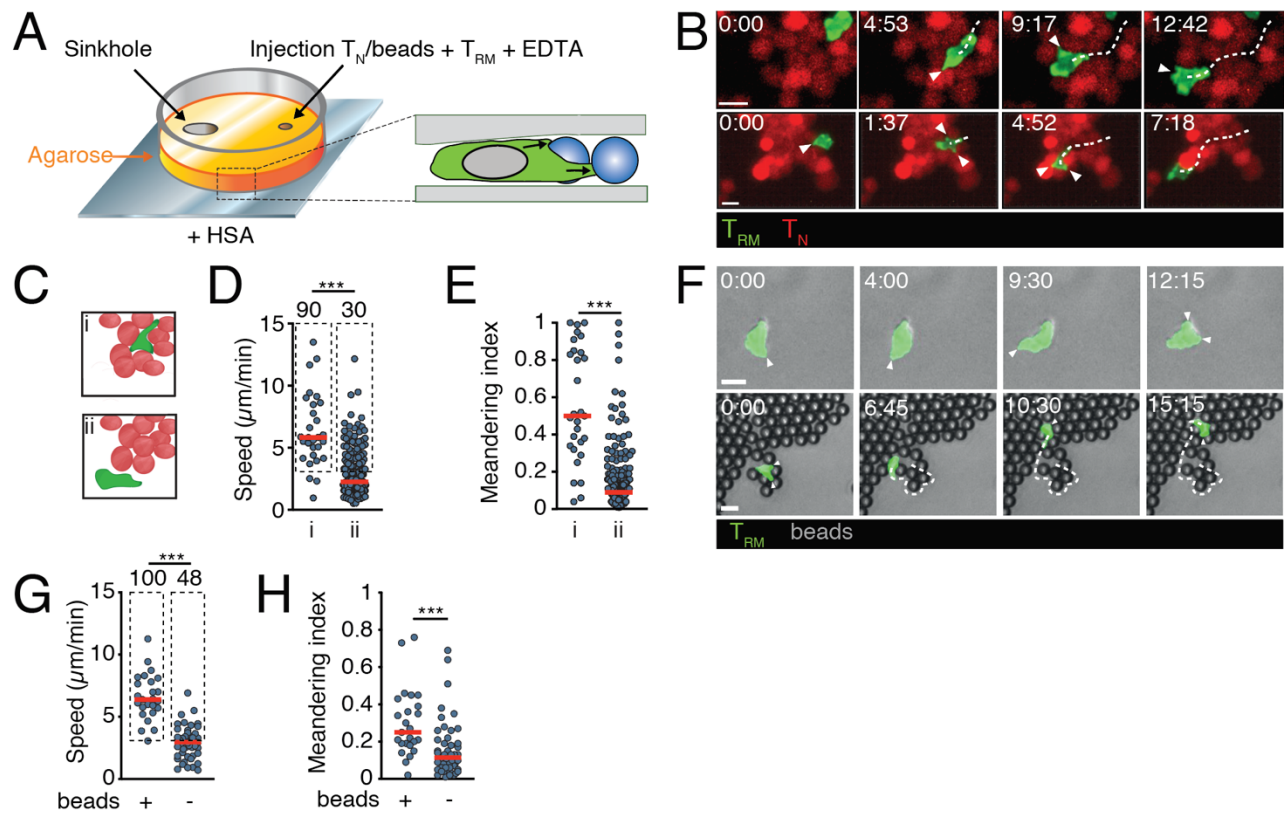 A
Sinkhole
Injection TN/beads + TRM + EDTA
Agarose
+ HSA
B
0:00 4:53 9:17 12:42
0:00 1:37 4:52 7:18
TRM TN
C
i
ii
D
***
90 30
15
10
5
0
Speed (µm/min)
i ii
E
***
1
0.8
0.6
0.4
0.2
0
Meandering index
i ii
F
0:00 4:00 9:30 12:15
0:00 6:45 10:30 15:15
TRM beads
G
***
100 48
15
10
5
0
Speed (µm/min)
beads + -
H
***
1
0.8
0.6
0.4
0.2
0
Meandering index
beads + -